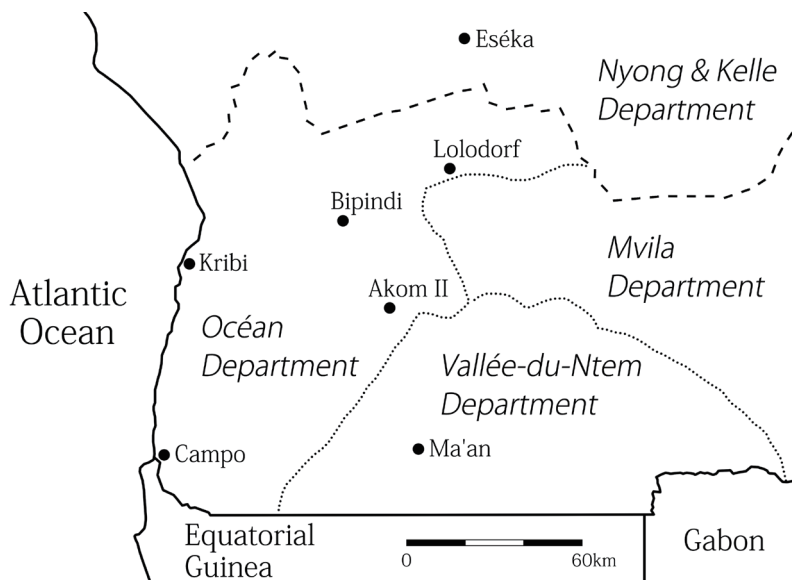 Eséka
Nyong & Kelle
Department
Lolodorf
Bipindi
Mvila
Department
Kribi
Atlantic
Ocean
Akom II
Océan
Department
Vallée-du-Ntem
Department
Campo
Ma'an
Equatorial
Guinea
Gabon
0
60km